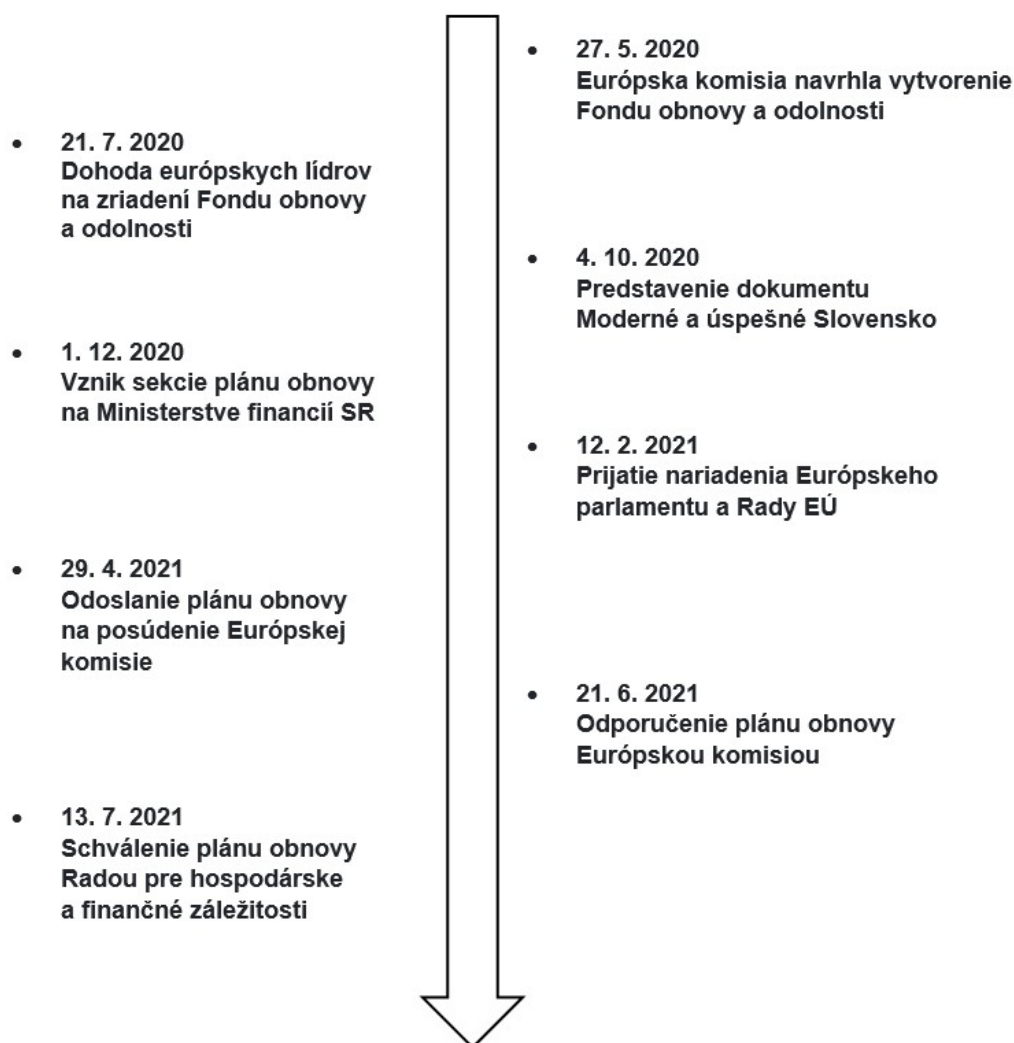 • 27. 5. 2020
Európska komisia navrhla vytvorenie
Fondu obnovy a odolnosti
• 21. 7. 2020
Dohoda európskych lídrov
na zriadení Fondu obnovy
a odolnosti
• 4. 10. 2020
Predstavenie dokumentu
Moderné a úspešné Slovensko
• 1. 12. 2020
Vznik sekcie plánu obnovy
na Ministerstve financií SR
• 12. 2. 2021
Prijatie nariadenia Európskeho
parlamentu a Rady EÚ
• 29. 4. 2021
Odoslanie plánu obnovy
na posúdenie Európskej
komisie
• 21. 6. 2021
Odporučenie plánu obnovy
Európskou komisiou
• 13. 7. 2021
Schválenie plánu obnovy
Radou pre hospodárske
a finančné záležitosti